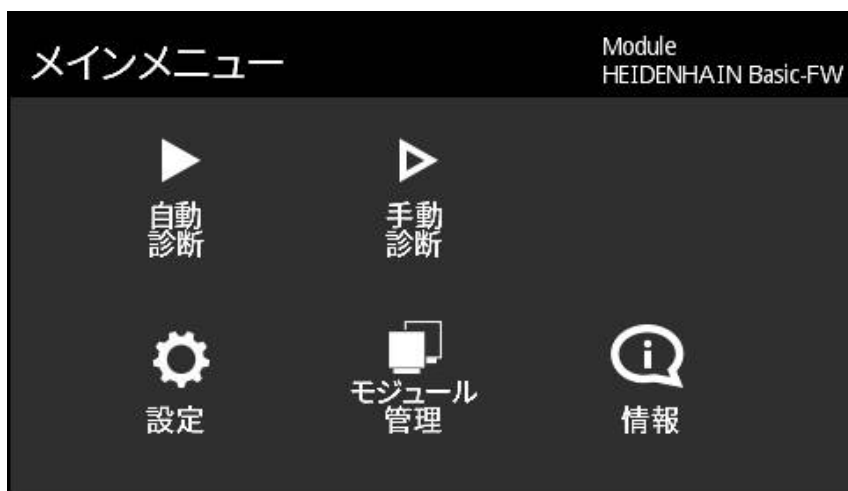 メインメニュー
Module
HEIDENHAIN Basic-FW
自動
診断
手動
診断
設定
モジュール
管理
情報